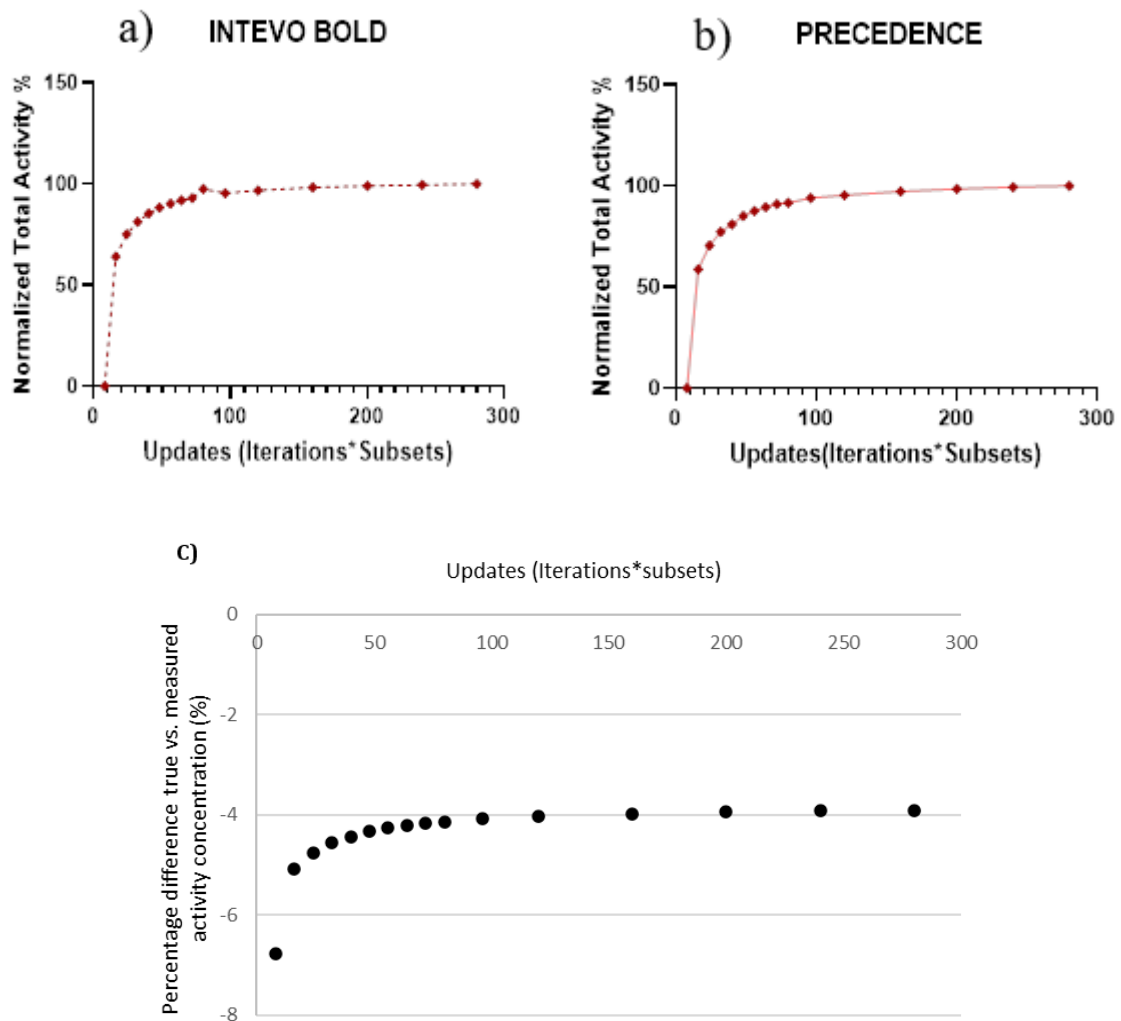 a) INTEVO BOLD
Normalized Total Activity %
150
100
50
0
0 100 200 300
Updates (Iterations*Subsets)
b) PRECEDENCE
Normalized Total Activity %
150
100
50
0
0 100 200 300
Updates(Iterations*Subsets)
C)
Updates (Iterations*subsets)
Percentage difference true vs. measured
activity concentration (%)
0
0 50 100 150 200 250 300
-2
-4
-6
-8